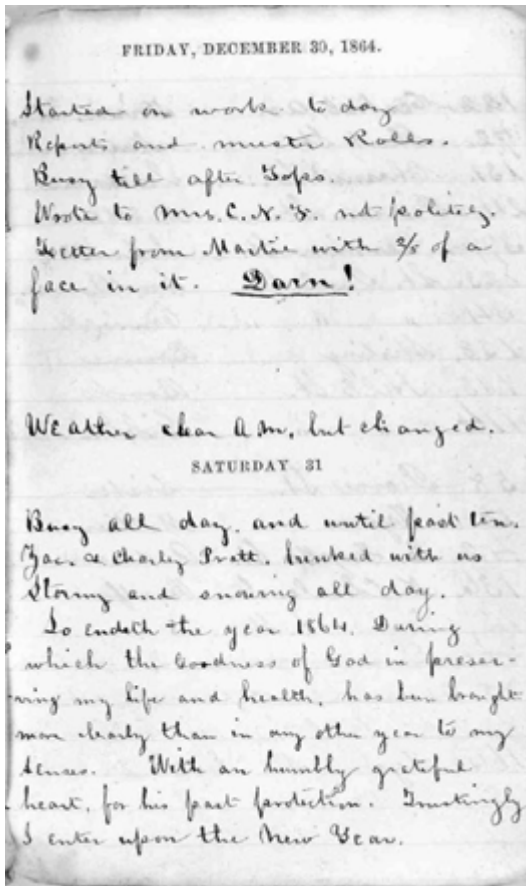 FRIDAY, DECEMBER 30, 1864.
Started on work to day
Reports and muster Rolls.
Busy till after Taps.
Wrote to Mrs. C. N. F. not politely
Letter from Mattie with 2/5 of a
face in it. Darn!
Weather clear A.M. but changed.
SATURDAY 31
Busy all day, and until past ten.
Zac. & Charley Pratt, bunked with us
Stormy and snowing all day.
So endeth the year 1864. During
which the Goodness of God in preser-
ving my life and health, has been brought
more clearly than in any other year to my
senses. With an humbly grateful
heart, for his past protection. Trustingly
I enter upon the New Year.